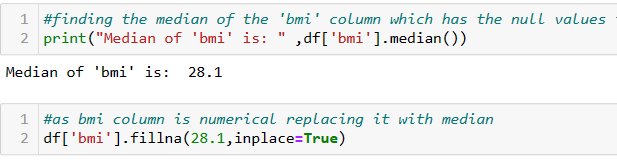 1 #finding the median of the 'bmi' column which has the null values
2 print("Median of 'bmi' is: " ,df['bmi'].median())
Median of 'bmi' is:  28.1
1 #as bmi column is numerical replacing it with median
2 df['bmi'].fillna(28.1,inplace=True)